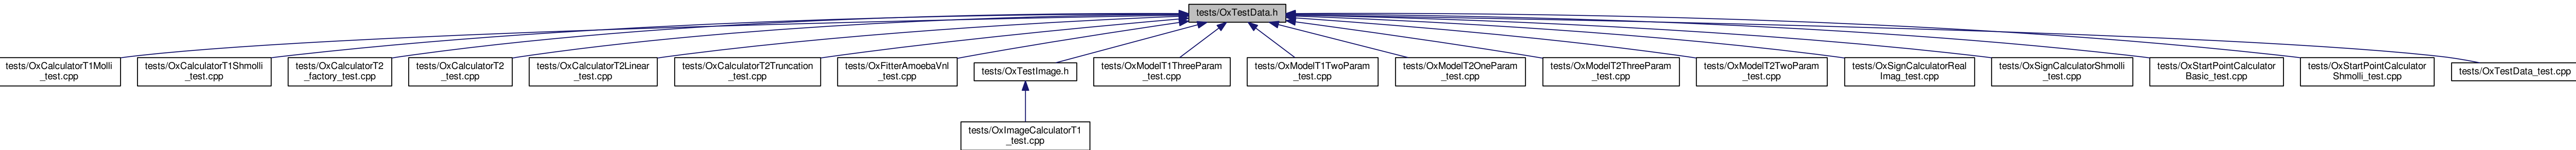 tests/OxTestData.h
tests/OxCalculatorT1Molli
_test.cpp
tests/OxCalculatorT1Shmolli
_test.cpp
tests/OxCalculatorT2
_factory_test.cpp
tests/OxCalculatorT2
_test.cpp
tests/OxCalculatorT2Linear
_test.cpp
tests/OxCalculatorT2Truncation
_test.cpp
tests/OxFitterAmoebaVnl
_test.cpp
tests/OxTestImage.h
tests/OxModelT1ThreeParam
_test.cpp
tests/OxModelT1TwoParam
_test.cpp
tests/OxModelT2OneParam
_test.cpp
tests/OxModelT2ThreeParam
_test.cpp
tests/OxModelT2TwoParam
_test.cpp
tests/OxSignCalculatorReal
Imag_test.cpp
tests/OxSignCalculatorShmolli
_test.cpp
tests/OxStartPointCalculator
Basic_test.cpp
tests/OxStartPointCalculator
Shmolli_test.cpp
tests/OxTestData_test.cpp
tests/OxImageCalculatorT1
_test.cpp